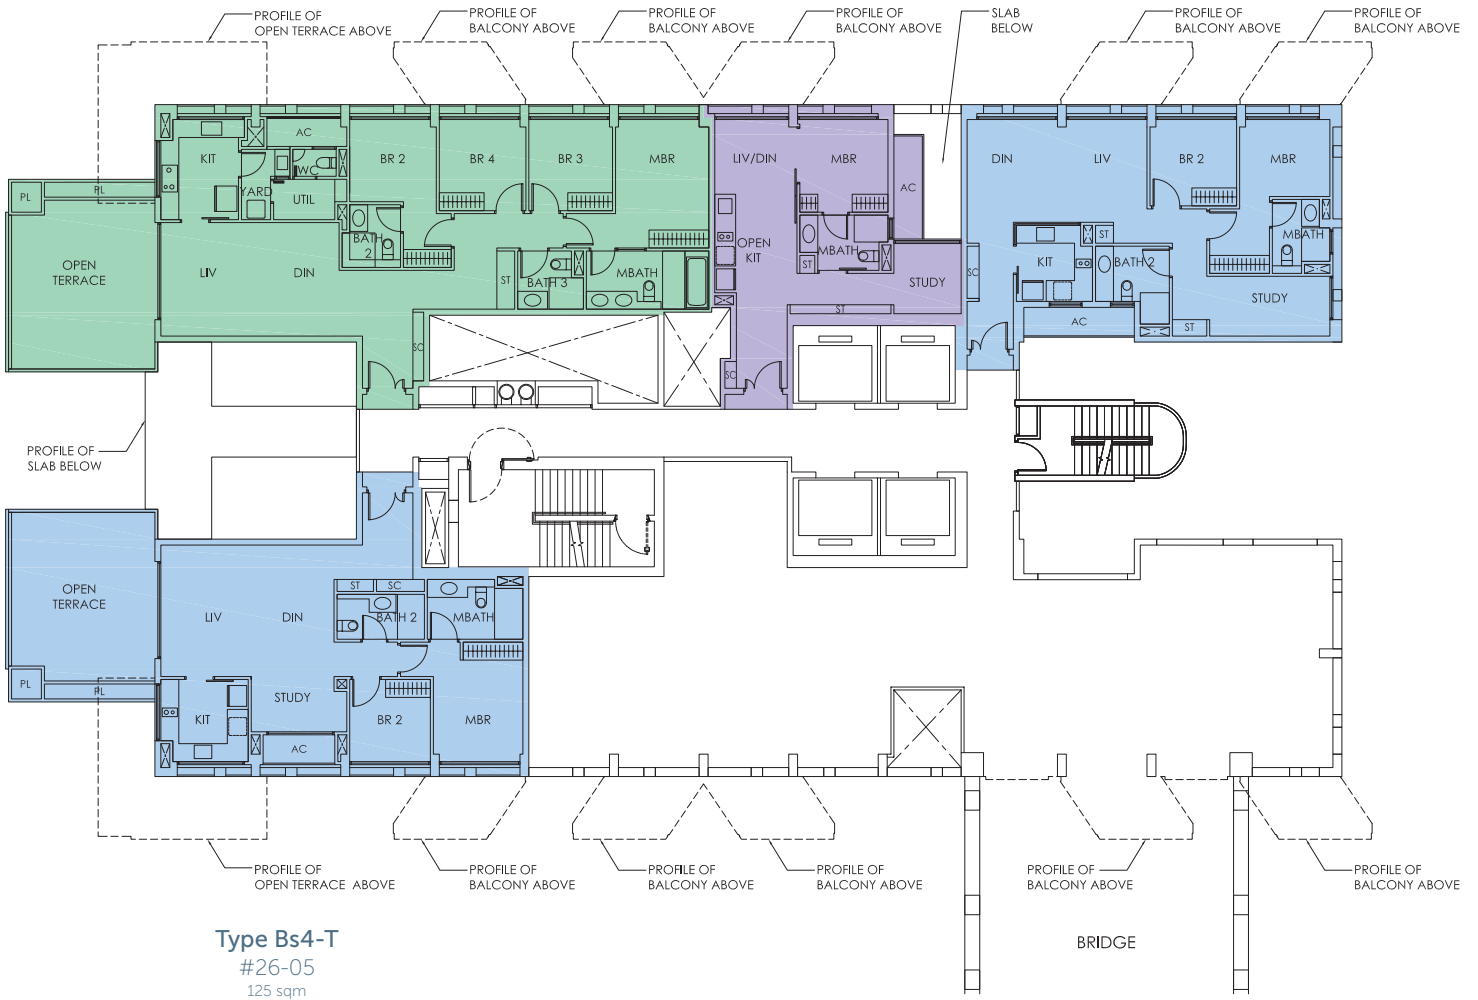 PROFILE OF
OPEN TERRACE ABOVE
PROFILE OF
BALCONY ABOVE
PROFILE OF
BALCONY ABOVE
PROFILE OF
BALCONY ABOVE
SLAB
BELOW
PROFILE OF
BALCONY ABOVE
PROFILE OF
BALCONY ABOVE
AC
KIT
WC
BR 2
BR 4
BR 3
MBR
LIV/DIN
MBR
DIN
LIV
BR 2
MBR
PL
PL
YARD
UTIL
AC
BATH
2
OPEN
KIT
MBATH
ST
MBATH
OPEN
TERRACE
LIV
DIN
ST
BATH 3
MBATH
ST
STUDY
SC
KIT
BATH 2
STUDY
ST
AC
ST
SC
SC
PROFILE OF
SLAB BELOW
OPEN
TERRACE
ST
SC
LIV
DIN
BATH 2
MBATH
PL
PL
STUDY
KIT
BR 2
MBR
AC
PROFILE OF
OPEN TERRACE ABOVE
PROFILE OF
BALCONY ABOVE
PROFILE OF
BALCONY ABOVE
PROFILE OF
BALCONY ABOVE
PROFILE OF
BALCONY ABOVE
PROFILE OF
BALCONY ABOVE
BRIDGE
Type Bs4-T
#26-05
125 sqm